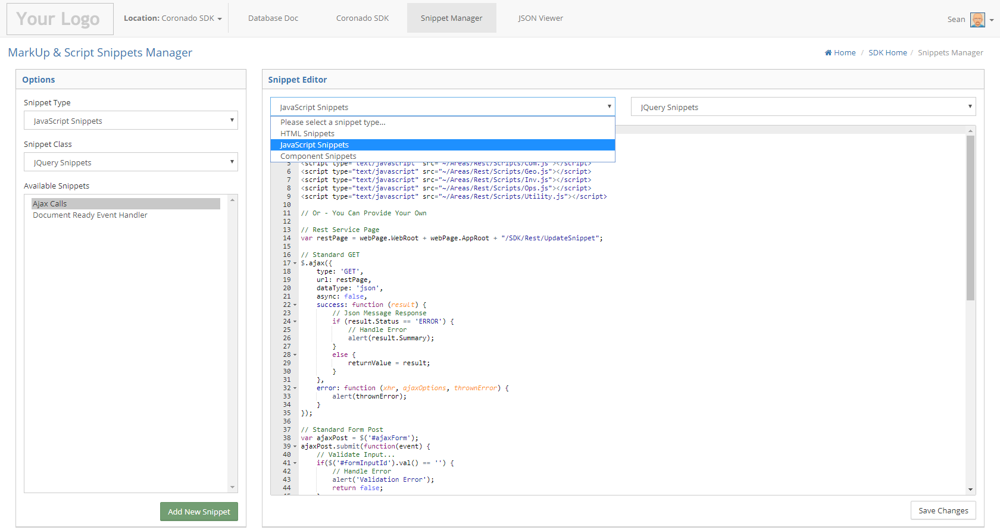 Your Logo
Location: Coronado SDK
Database Doc
Coronado SDK
Snippet Manager
JSON Viewer
Sean
MarkUp & Script Snippets Manager
Home / SDK Home / Snippets Manager
Options
Snippet Type
JavaScript Snippets
Snippet Class
JQuery Snippets
Available Snippets
Ajax Calls
Document Ready Event Handler
Add New Snippet
Snippet Editor
JavaScript Snippets
JQuery Snippets
Please select a snippet type...
HTML Snippets
JavaScript Snippets
Component Snippets
5 <script type="text/javascript" src="~/Areas/Rest/Scripts/Com.js"></script>
6 <script type="text/javascript" src="~/Areas/Rest/Scripts/Geo.js"></script>
7 <script type="text/javascript" src="~/Areas/Rest/Scripts/Inv.js"></script>
8 <script type="text/javascript" src="~/Areas/Rest/Scripts/Ops.js"></script>
9 <script type="text/javascript" src="~/Areas/Rest/Scripts/Utility.js"></script>
10
11 // Or - You Can Provide Your Own
12
13 // Rest Service Page
14 var restPage = webPage.WebRoot + webPage.AppRoot + "/SDK/Rest/UpdateSnippet";
15
16 // Standard GET
17 $.ajax({
18 type: 'GET',
19 url: restPage,
20 dataType: 'json',
21 async: false,
22 success: function (result) {
23 // Json Message Response
24 if (result.Status == 'ERROR') {
25 // Handle Error
26 alert(result.Summary);
27 }
28 else {
29 returnValue = result;
30 }
31 },
32 error: function (xhr, ajaxOptions, thrownError) {
33 alert(thrownError);
34 }
35 });
36
37 // Standard Form Post
38 var ajaxPost = $('#ajaxForm');
39 ajaxPost.submit(function(event) {
40 // Validate Input...
41 if($('#formInputId').val() == '') {
42 // Handle Error
43 alert('Validation Error');
44 return false;
Save Changes